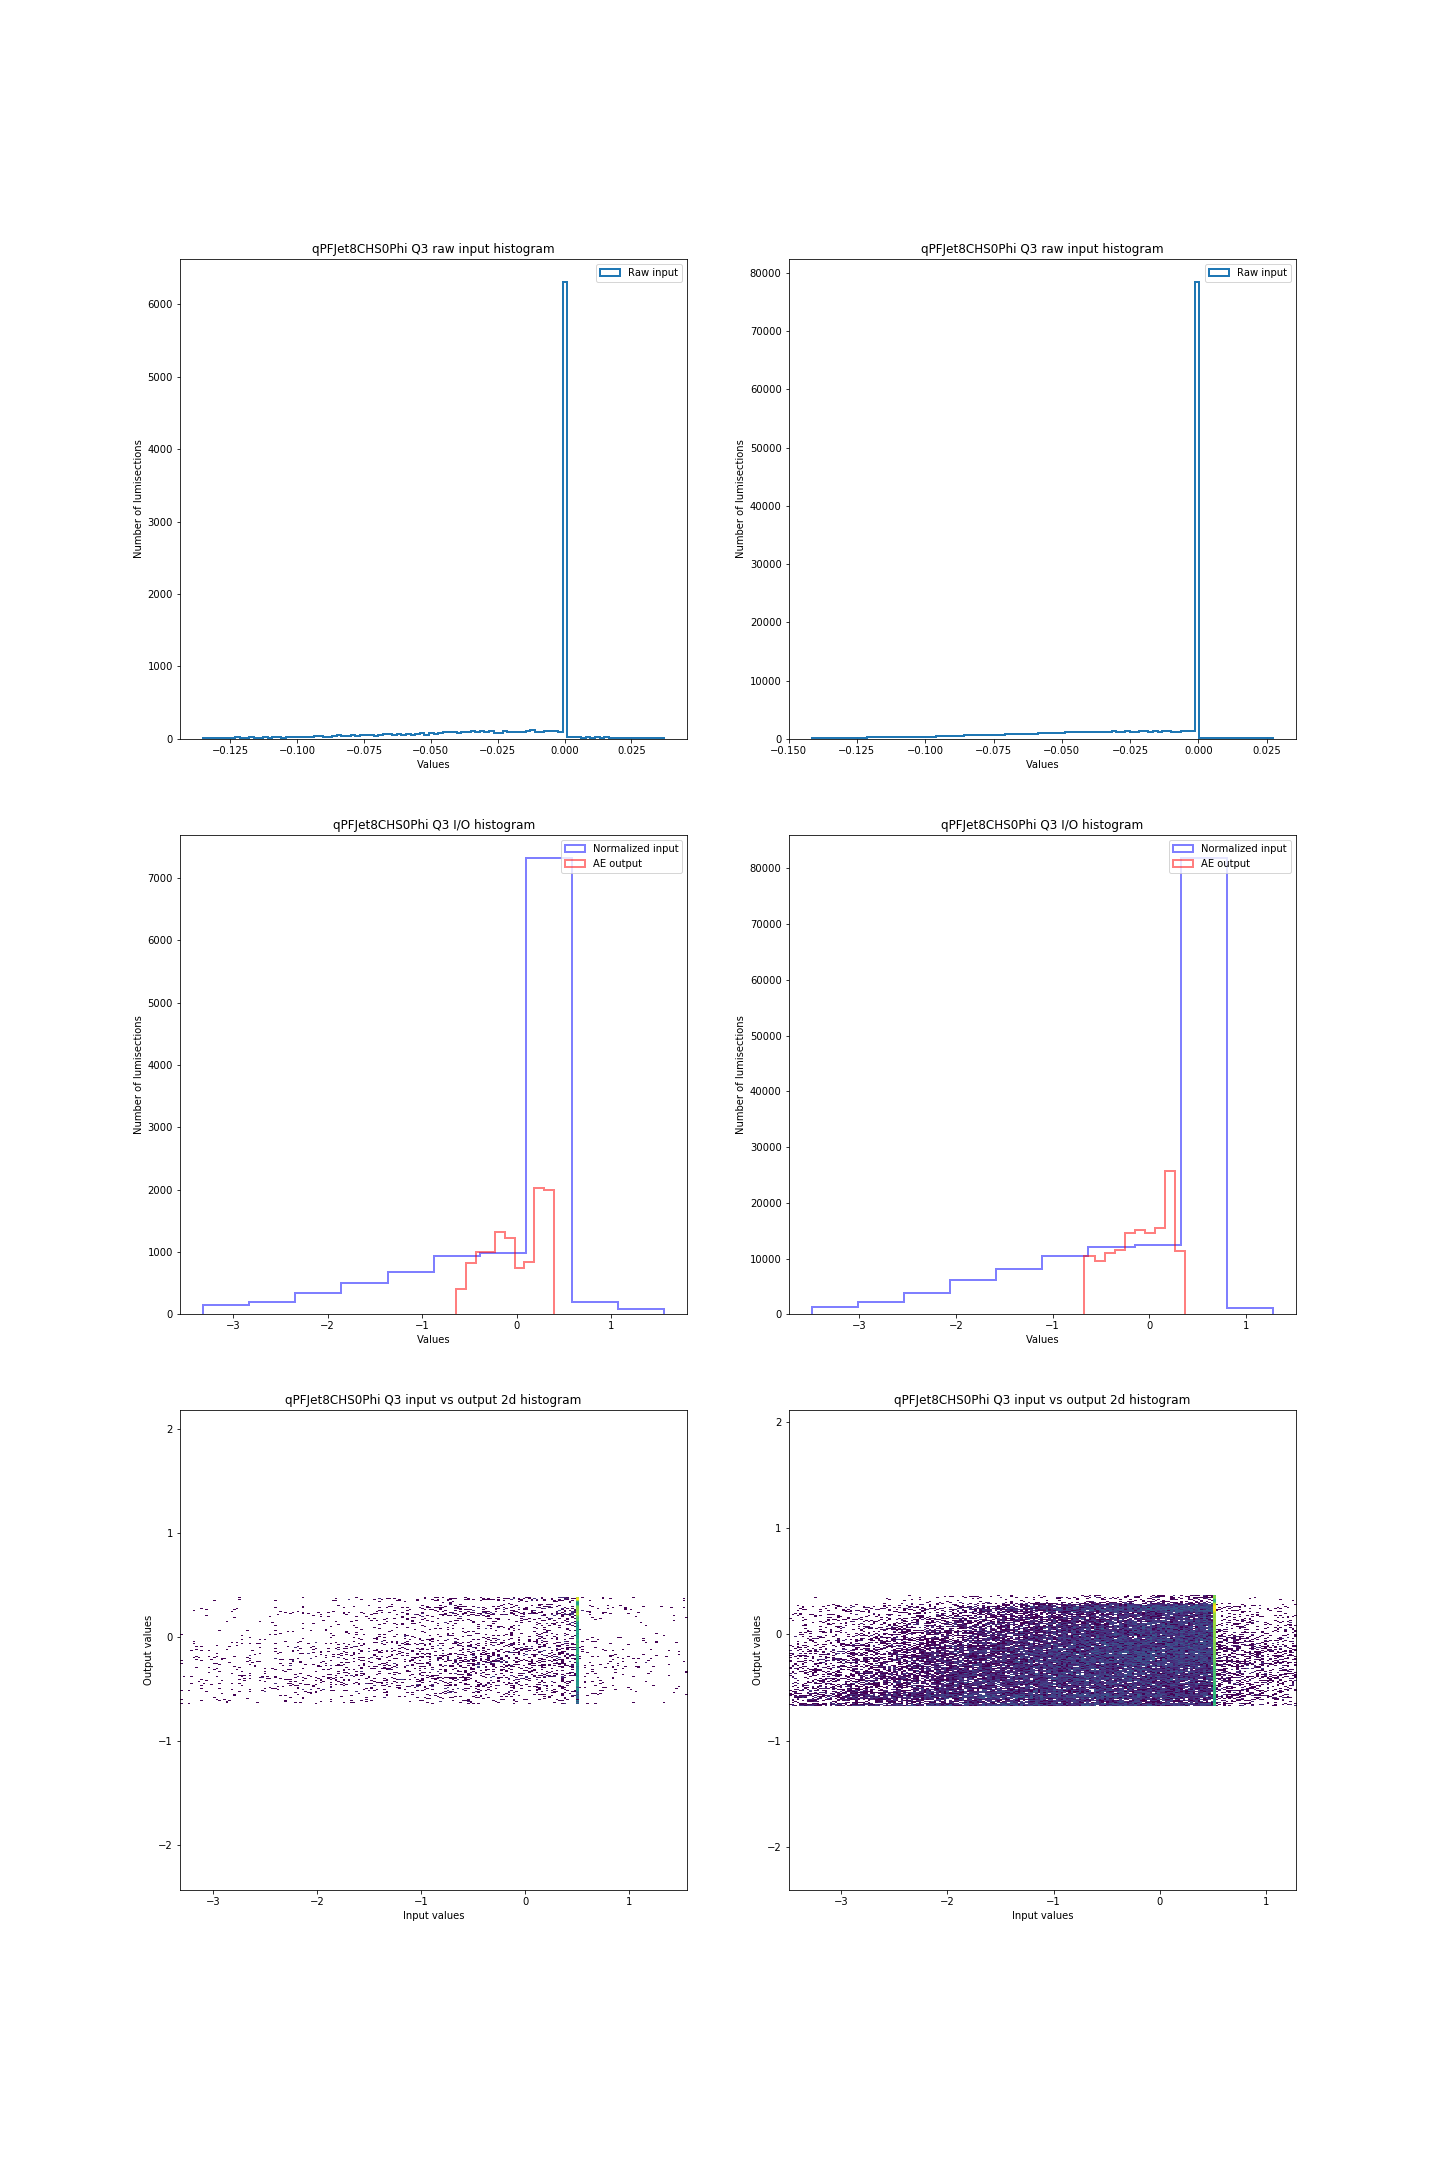 qPFJet8CHS0Phi Q3 raw input histogram
Raw input
Number of lumisections
6000
5000
4000
3000
2000
1000
0
−0.125 −0.100 −0.075 −0.050 −0.025 0.000 0.025
Values
qPFJet8CHS0Phi Q3 raw input histogram
Raw input
Number of lumisections
80000
70000
60000
50000
40000
30000
20000
10000
0
−0.150 −0.125 −0.100 −0.075 −0.050 −0.025 0.000 0.025
Values
qPFJet8CHS0Phi Q3 I/O histogram
Normalized input
AE output
Number of lumisections
7000
6000
5000
4000
3000
2000
1000
0
−3 −2 −1 0 1
Values
qPFJet8CHS0Phi Q3 I/O histogram
Normalized input
AE output
Number of lumisections
80000
70000
60000
50000
40000
30000
20000
10000
0
−3 −2 −1 0 1
Values
qPFJet8CHS0Phi Q3 input vs output 2d histogram
Output values
2
1
0
−1
−2
−3 −2 −1 0 1
Input values
qPFJet8CHS0Phi Q3 input vs output 2d histogram
Output values
2
1
0
−1
−2
−3 −2 −1 0 1
Input values